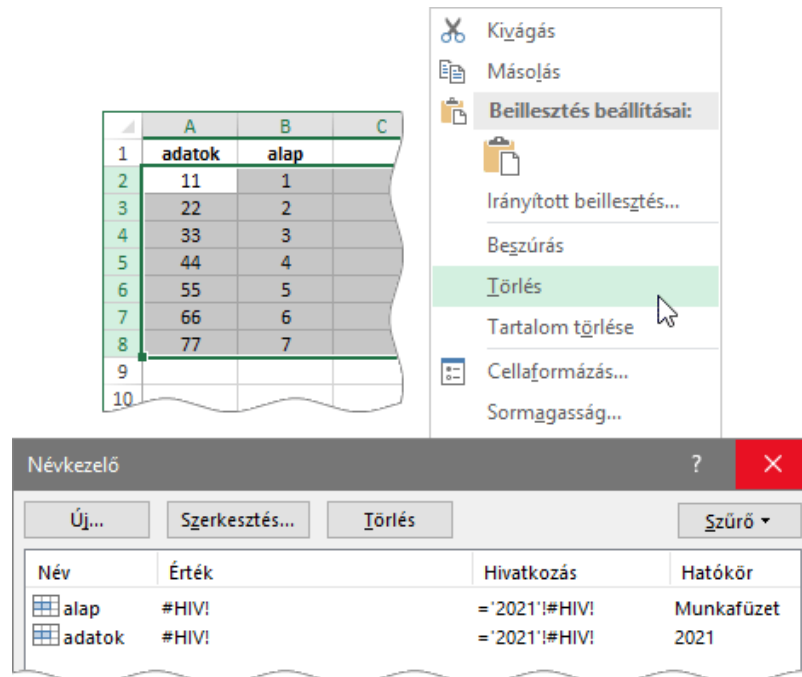 A B C
1 adatok alap
2 11 1
3 22 2
4 33 3
5 44 4
6 55 5
7 66 6
8 77 7
9
10
Kivágás
Másolás
Beillesztés beállításai:
Irányított beillesztés...
Beszúrás
Törlés
Tartalom törlése
Cellaformázás...
Sormagasság...
Névkezelő ?
Új... Szerkesztés... Törlés Szűrő
Név Érték Hivatkozás Hatókör
alap #HIV! ='2021'!#HIV! Munkafüzet
adatok #HIV! ='2021'!#HIV! 2021